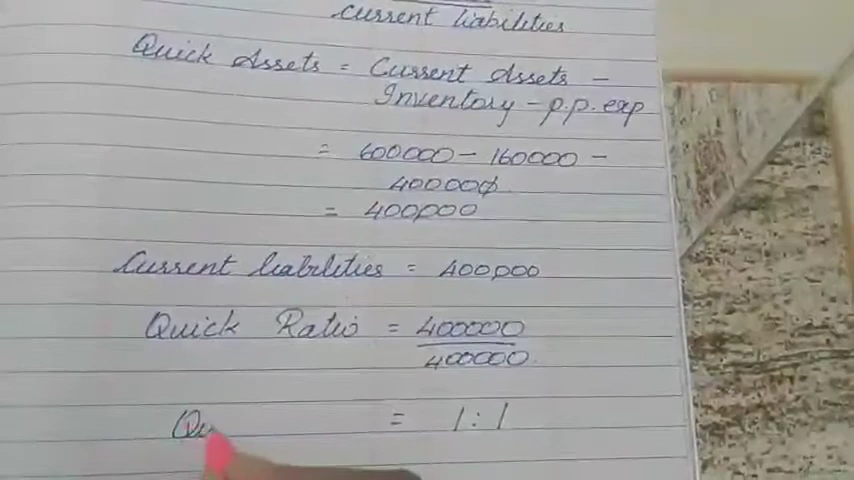 Current liabilities
Quick Assets = Current Assets -
Inventory - p.p. exp
= 600000 - 160000 -
40000
= 400000
Current liabilities = 400000
Quick Ratio = 400000
400000
Qu = 1 : 1